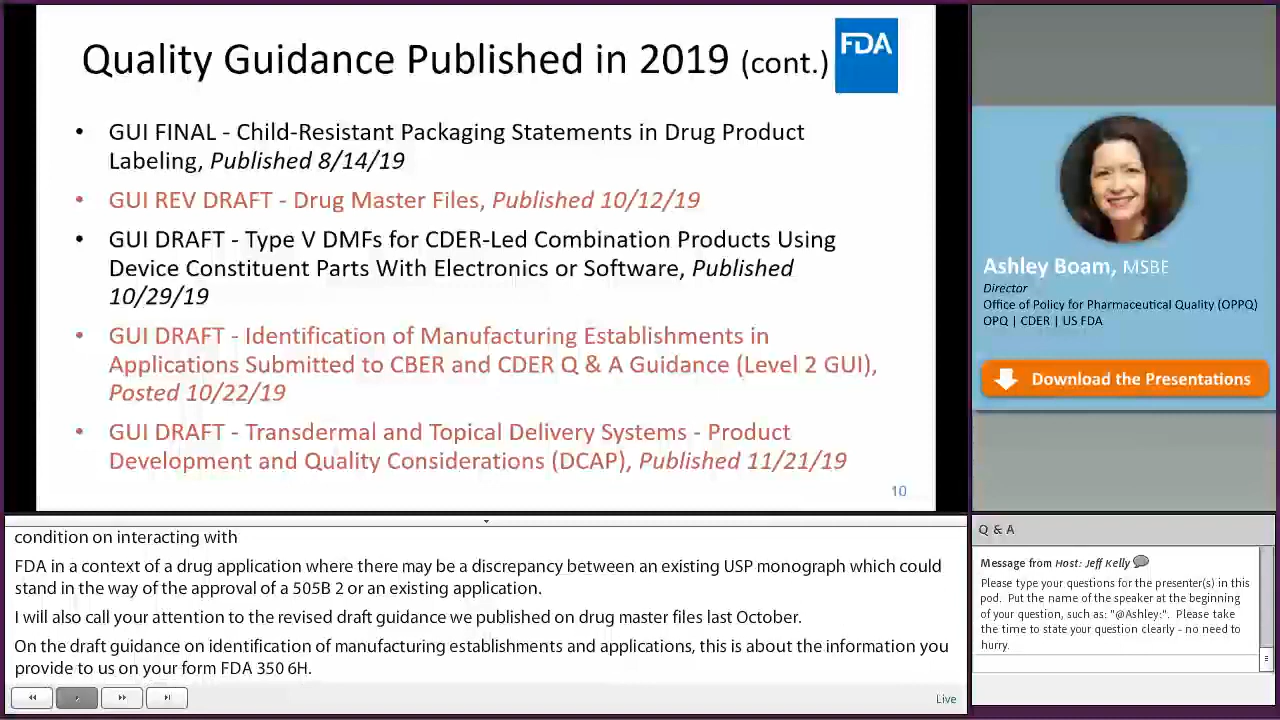 Quality Guidance Published in 2019 (cont.)
FDA
• GUI FINAL - Child-Resistant Packaging Statements in Drug Product
Labeling, Published 8/14/19
• GUI REV DRAFT - Drug Master Files, Published 10/12/19
• GUI DRAFT - Type V DMFs for CDER-Led Combination Products Using
Device Constituent Parts With Electronics or Software, Published
10/29/19
• GUI DRAFT - Identification of Manufacturing Establishments in
Applications Submitted to CBER and CDER Q & A Guidance (Level 2 GUI),
Posted 10/22/19
• GUI DRAFT - Transdermal and Topical Delivery Systems - Product
Development and Quality Considerations (DCAP), Published 11/21/19
10
Ashley Boam, MSBE
Director
Office of Policy for Pharmaceutical Quality (OPPQ)
OPQ | CDER | US FDA
Download the Presentations
condition on interacting with
FDA in a context of a drug application where there may be a discrepancy between an existing USP monograph which could
stand in the way of the approval of a 505B 2 or an existing application.
I will also call your attention to the revised draft guidance we published on drug master files last October.
On the draft guidance on identification of manufacturing establishments and applications, this is about the information you
provide to us on your form FDA 350 6H.
Live
Q & A
Message from Host: Jeff Kelly
Please type your questions for the presenter(s) in this
pod. Put the name of the speaker at the beginning
of your question, such as: "@Ashley:". Please take
the time to state your question clearly - no need to
hurry.